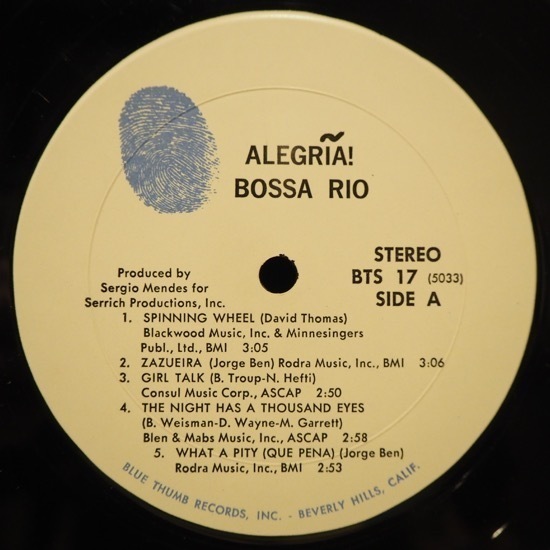 ALEGRĨA!
BOSSA RIO
STEREO
BTS 17 (5033)
SIDE A
Produced by
Sergio Mendes for
Serrich Productions, Inc.
1. SPINNING WHEEL (David Thomas)
Blackwood Music, Inc. & Minnesingers
Publ., Ltd., BMI 3:05
2. ZAZUEIRA (Jorge Ben) Rodra Music, Inc., BMI 3:06
3. GIRL TALK (B. Troup-N. Hefti)
Consul Music Corp., ASCAP 2:50
4. THE NIGHT HAS A THOUSAND EYES
(B. Weisman-D. Wayne-M. Garrett)
Blen & Mabs Music, Inc., ASCAP 2:58
5. WHAT A PITY (QUE PENA) (Jorge Ben)
Rodra Music, Inc., BMI 2:53
BLUE THUMB RECORDS, INC. - BEVERLY HILLS, CALIF.